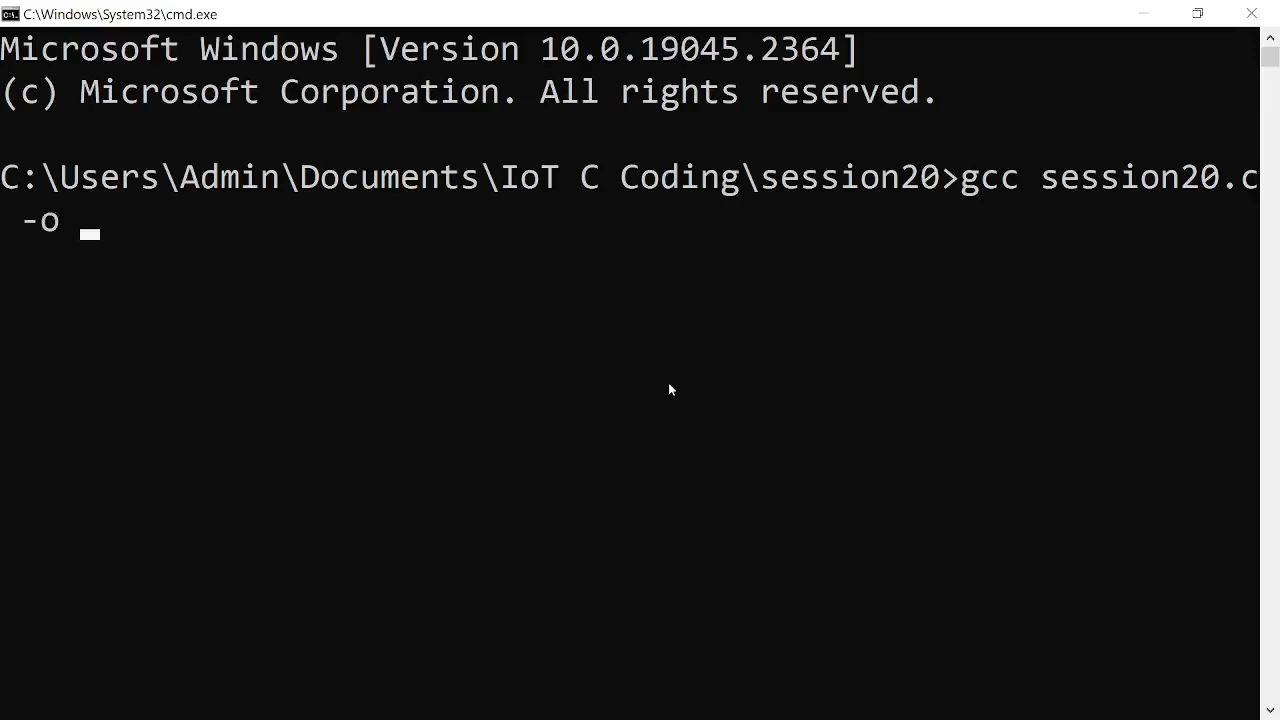 C:\Windows\System32\cmd.exe
Microsoft Windows [Version 10.0.19045.2364]
(c) Microsoft Corporation. All rights reserved.
C:\Users\Admin\Documents\IoT C Coding\session20>gcc session20.c
-o